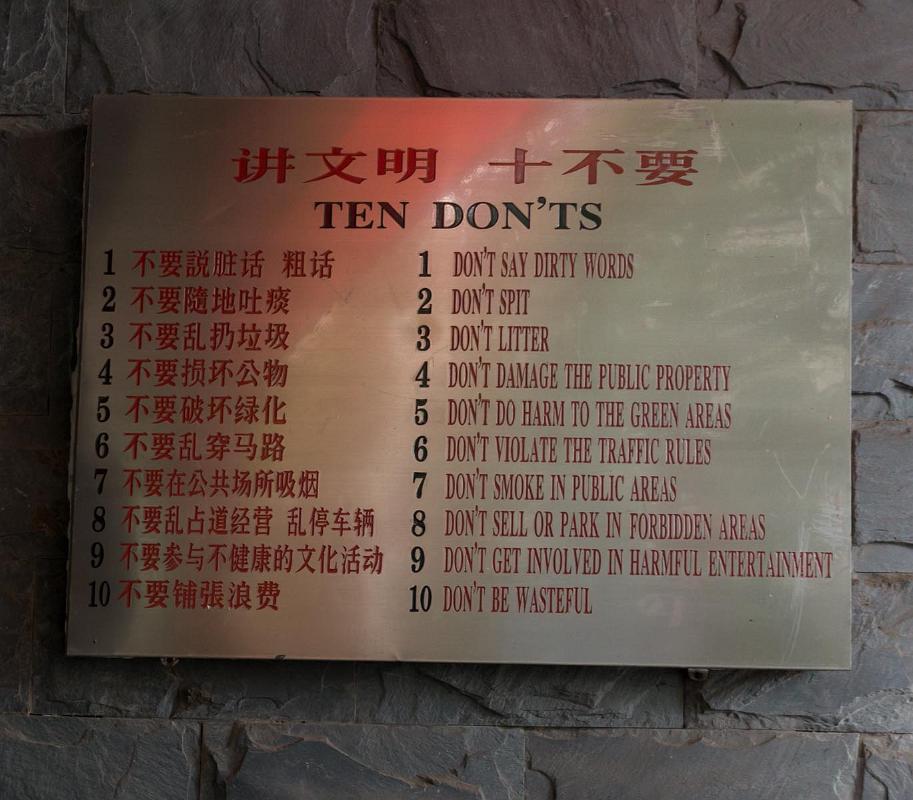 讲文明 十不要
TEN DON'TS
1 不要説脏话 粗话
2 不要隨地吐痰
3 不要乱扔垃圾
4 不要损坏公物
5 不要破坏绿化
6 不要乱穿马路
7 不要在公共场所吸烟
8 不要乱占道经营 乱停车辆
9 不要参与不健康的文化活动
10 不要铺張浪费
1 DON'T SAY DIRTY WORDS
2 DON'T SPIT
3 DON'T LITTER
4 DON'T DAMAGE THE PUBLIC PROPERTY
5 DON'T DO HARM TO THE GREEN AREAS
6 DON'T VIOLATE THE TRAFFIC RULES
7 DON'T SMOKE IN PUBLIC AREAS
8 DON'T SELL OR PARK IN FORBIDDEN AREAS
9 DON'T GET INVOLVED IN HARMFUL ENTERTAINMENT
10 DON'T BE WASTEFUL